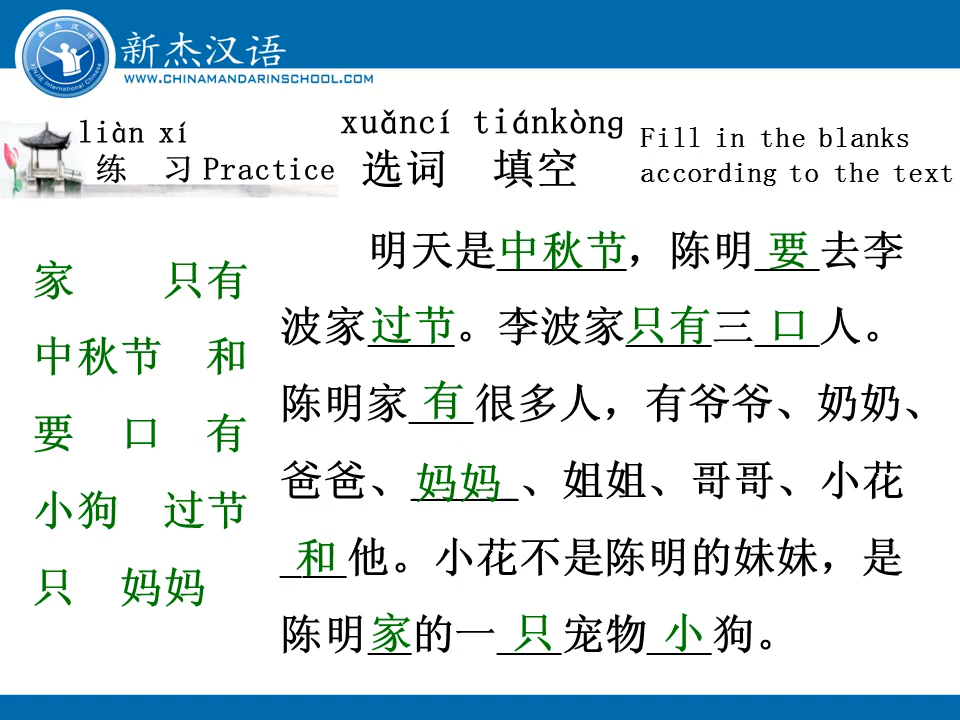 新杰汉语
WWW.CHINAMANDARINSCHOOL.COM
liàn xí
练 习 Practice
xuǎncí tiánkòng
选词 填空
Fill in the blanks
according to the text
家 只有
中秋节 和
要 口 有
小狗 过节
只 妈妈
明天是中秋节，陈明 要 去李
波家过节。李波家只有三 口 人。
陈明家 有 很多人，有爷爷、奶奶、
爸爸、妈妈、姐姐、哥哥、小花
和他。小花不是陈明的妹妹，是
陈明家的一 只 宠物 小 狗。